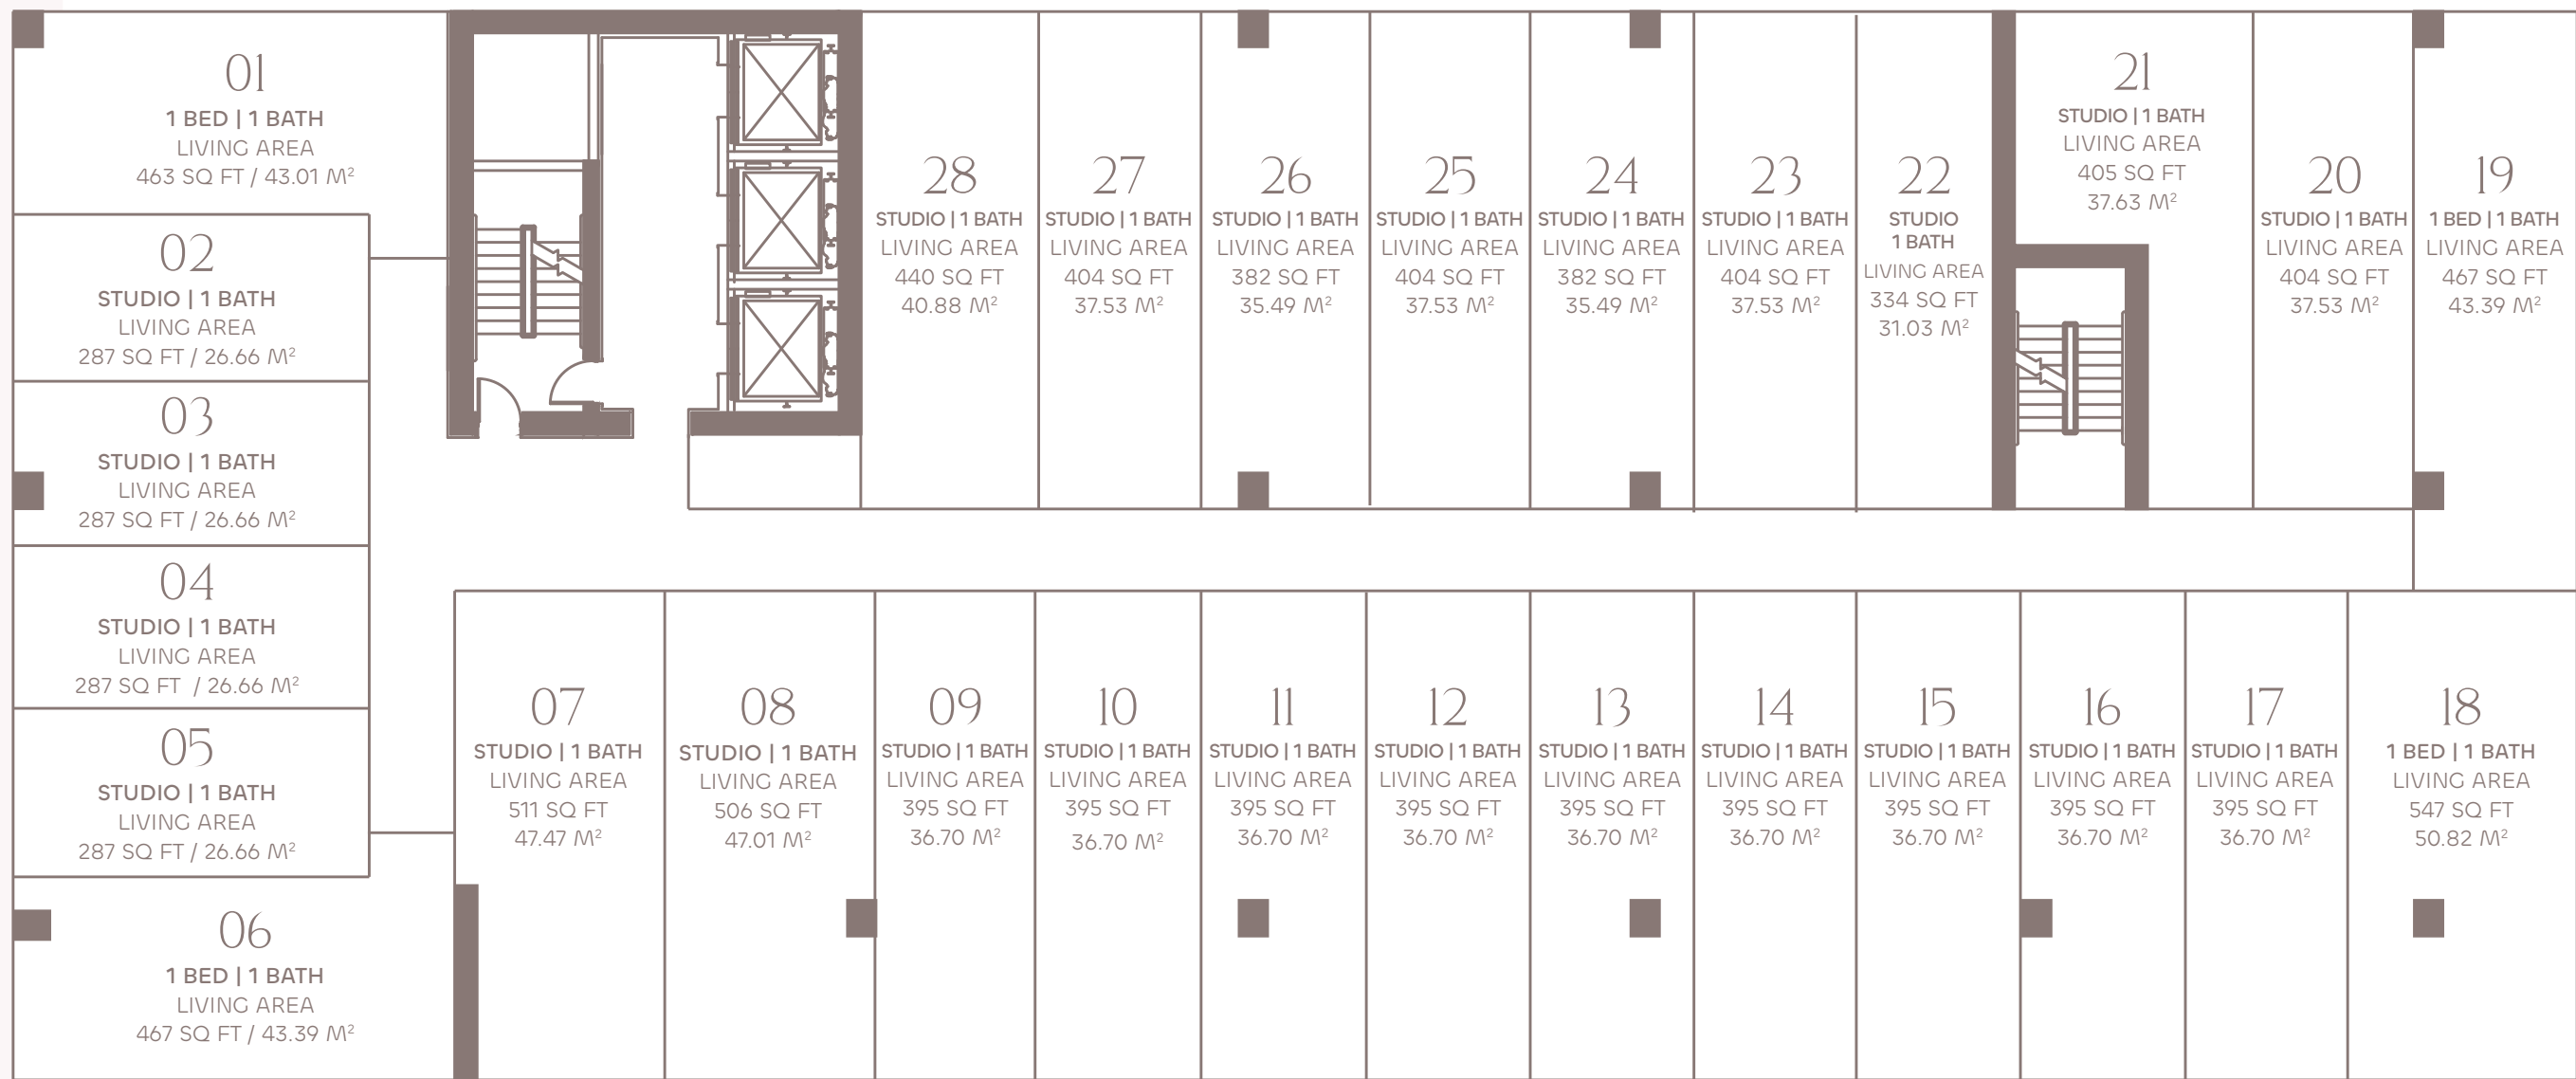 01
1 BED | 1 BATH
LIVING AREA
463 SQ FT / 43.01 M²
02
STUDIO | 1 BATH
LIVING AREA
287 SQ FT / 26.66 M²
03
STUDIO | 1 BATH
LIVING AREA
287 SQ FT / 26.66 M²
04
STUDIO | 1 BATH
LIVING AREA
287 SQ FT / 26.66 M²
05
STUDIO | 1 BATH
LIVING AREA
287 SQ FT / 26.66 M²
06
1 BED | 1 BATH
LIVING AREA
467 SQ FT / 43.39 M²
28
STUDIO | 1 BATH
LIVING AREA
440 SQ FT
40.88 M²
27
STUDIO | 1 BATH
LIVING AREA
404 SQ FT
37.53 M²
26
STUDIO | 1 BATH
LIVING AREA
382 SQ FT
35.49 M²
25
STUDIO | 1 BATH
LIVING AREA
404 SQ FT
37.53 M²
24
STUDIO | 1 BATH
LIVING AREA
382 SQ FT
35.49 M²
23
STUDIO | 1 BATH
LIVING AREA
404 SQ FT
37.53 M²
22
STUDIO
1 BATH
LIVING AREA
334 SQ FT
31.03 M²
21
STUDIO | 1 BATH
LIVING AREA
405 SQ FT
37.63 M²
20
STUDIO | 1 BATH
LIVING AREA
404 SQ FT
37.53 M²
19
1 BED | 1 BATH
LIVING AREA
467 SQ FT
43.39 M²
07
STUDIO | 1 BATH
LIVING AREA
511 SQ FT
47.47 M²
08
STUDIO | 1 BATH
LIVING AREA
506 SQ FT
47.01 M²
09
STUDIO | 1 BATH
LIVING AREA
395 SQ FT
36.70 M²
10
STUDIO | 1 BATH
LIVING AREA
395 SQ FT
36.70 M²
11
STUDIO | 1 BATH
LIVING AREA
395 SQ FT
36.70 M²
12
STUDIO | 1 BATH
LIVING AREA
395 SQ FT
36.70 M²
13
STUDIO | 1 BATH
LIVING AREA
395 SQ FT
36.70 M²
14
STUDIO | 1 BATH
LIVING AREA
395 SQ FT
36.70 M²
15
STUDIO | 1 BATH
LIVING AREA
395 SQ FT
36.70 M²
16
STUDIO | 1 BATH
LIVING AREA
395 SQ FT
36.70 M²
17
STUDIO | 1 BATH
LIVING AREA
395 SQ FT
36.70 M²
18
1 BED | 1 BATH
LIVING AREA
547 SQ FT
50.82 M²